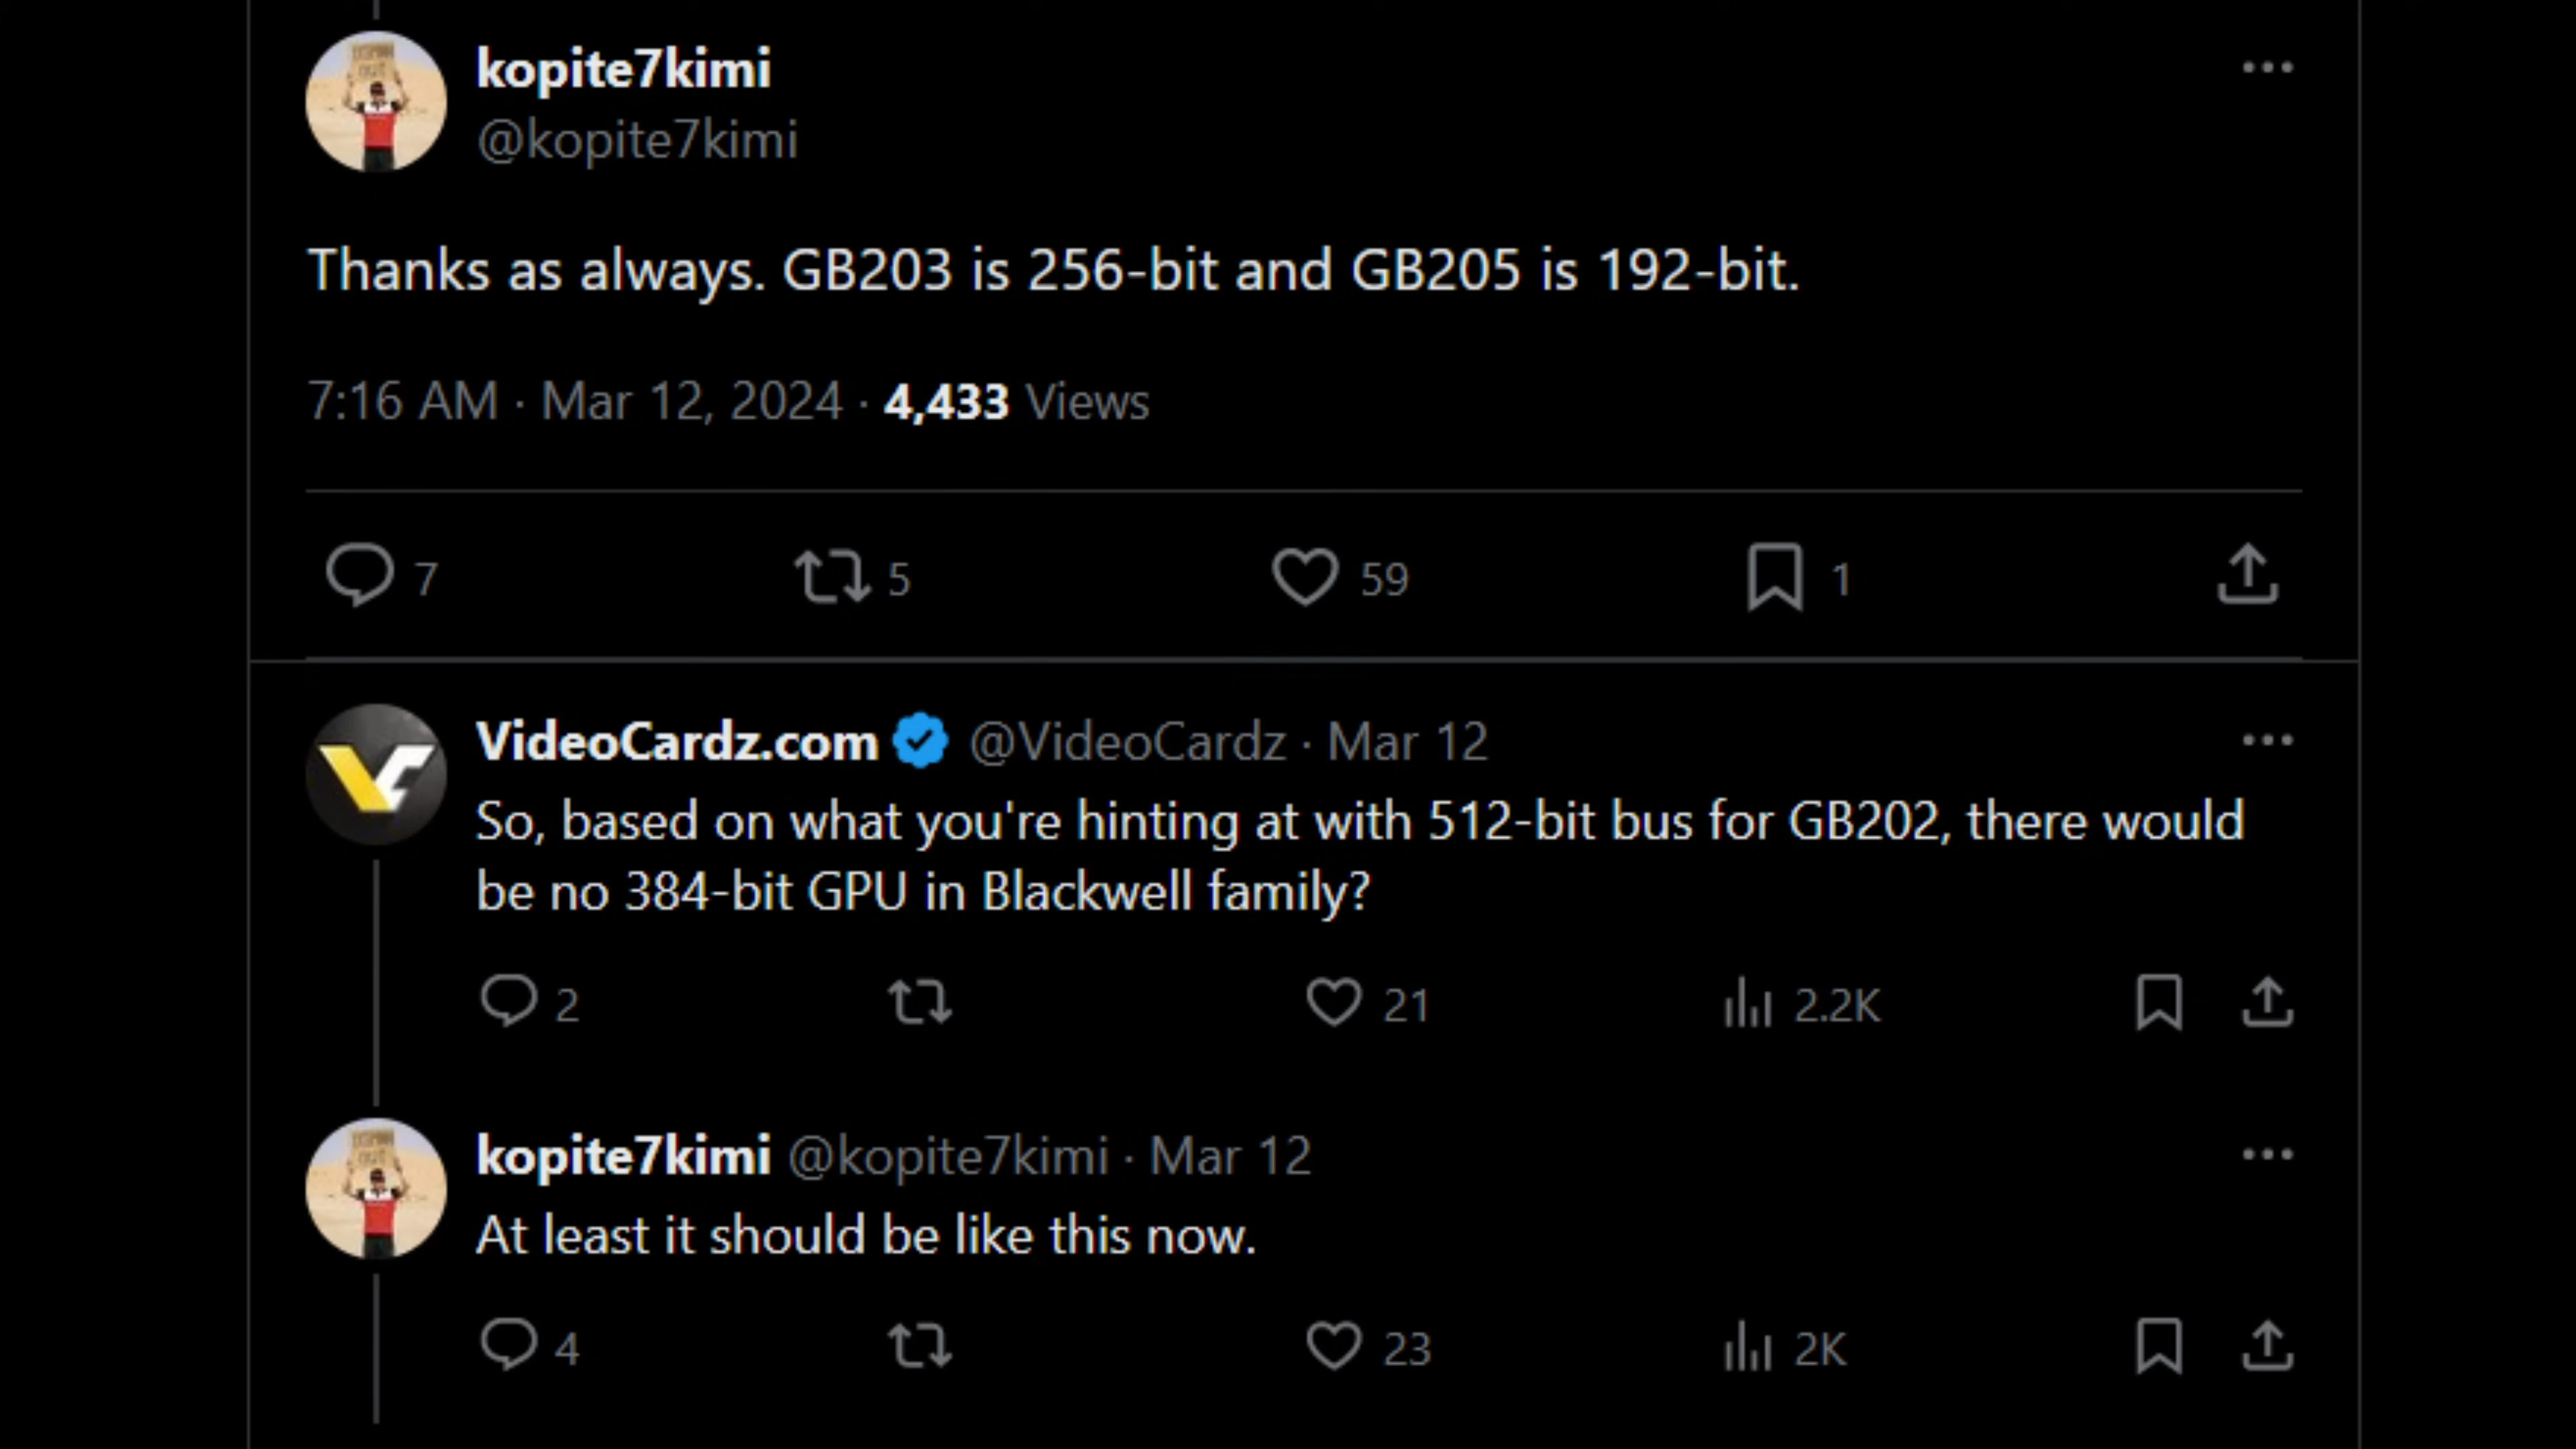 kopite7kimi
@kopite7kimi
Thanks as always. GB203 is 256-bit and GB205 is 192-bit.
7:16 AM · Mar 12, 2024 · 4,433 Views
7 5 59 1
VideoCardz.com @VideoCardz · Mar 12
So, based on what you're hinting at with 512-bit bus for GB202, there would
be no 384-bit GPU in Blackwell family?
2 21 2.2K
kopite7kimi @kopite7kimi · Mar 12
At least it should be like this now.
4 23 2K